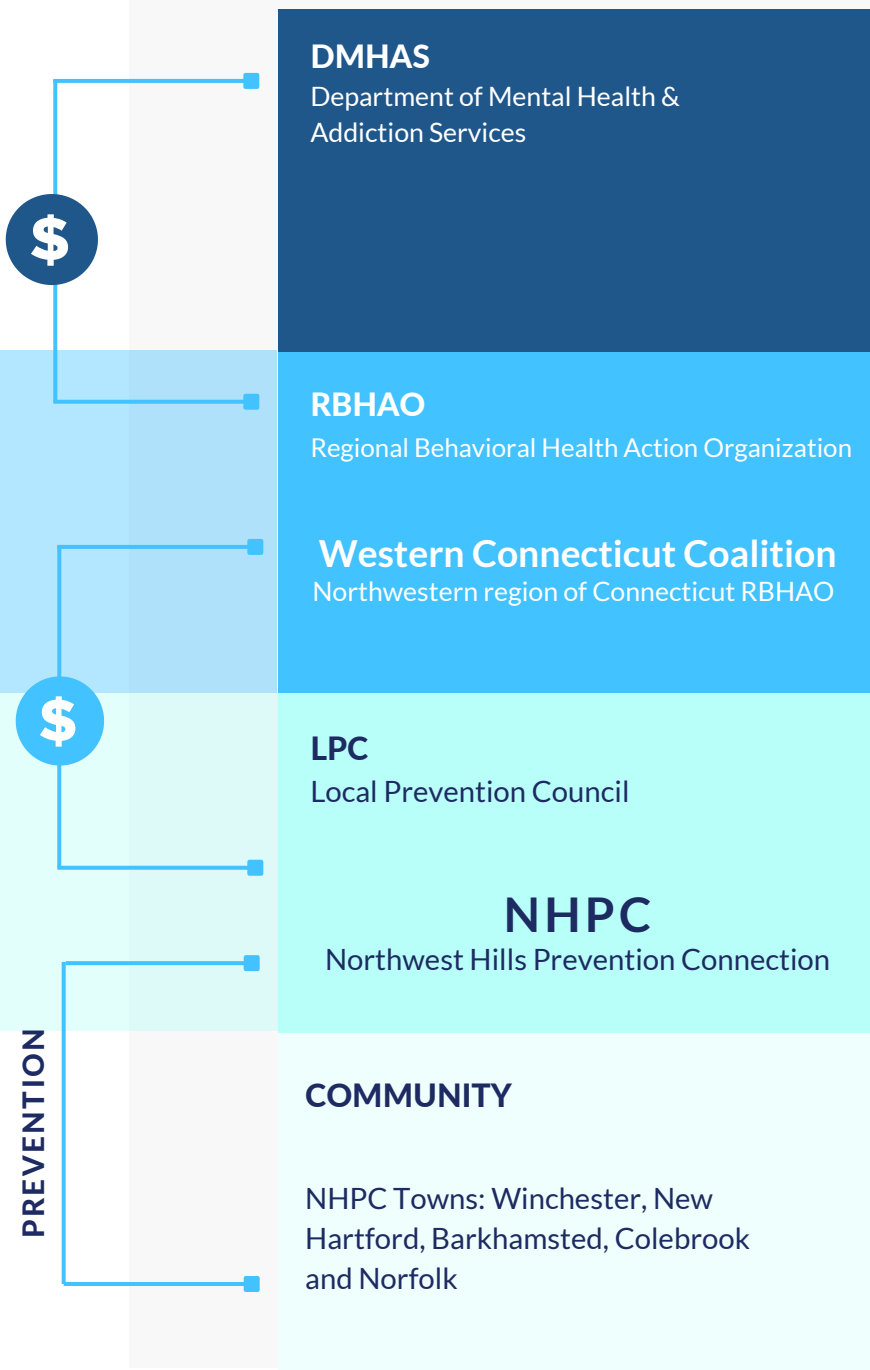 DMHAS
Department of Mental Health &
Addiction Services
$
RBHAO
Regional Behavioral Health Action Organization
Western Connecticut Coalition
Northwestern region of Connecticut RBHAO
$
LPC
Local Prevention Council
NHPC
Northwest Hills Prevention Connection
PREVENTION
COMMUNITY
NHPC Towns: Winchester, New
Hartford, Barkhamsted, Colebrook
and Norfolk